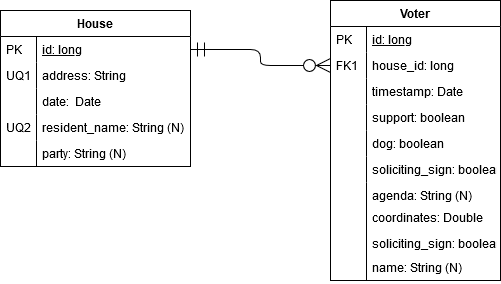 House
PK id: long
UQ1 address: String
date: Date
UQ2 resident_name: String (N)
party: String (N)
Voter
PK id: long
FK1 house_id: long
timestamp: Date
support: boolean
dog: boolean
soliciting_sign: boolea
agenda: String (N)
coordinates: Double
soliciting_sign: boolea
name: String (N)